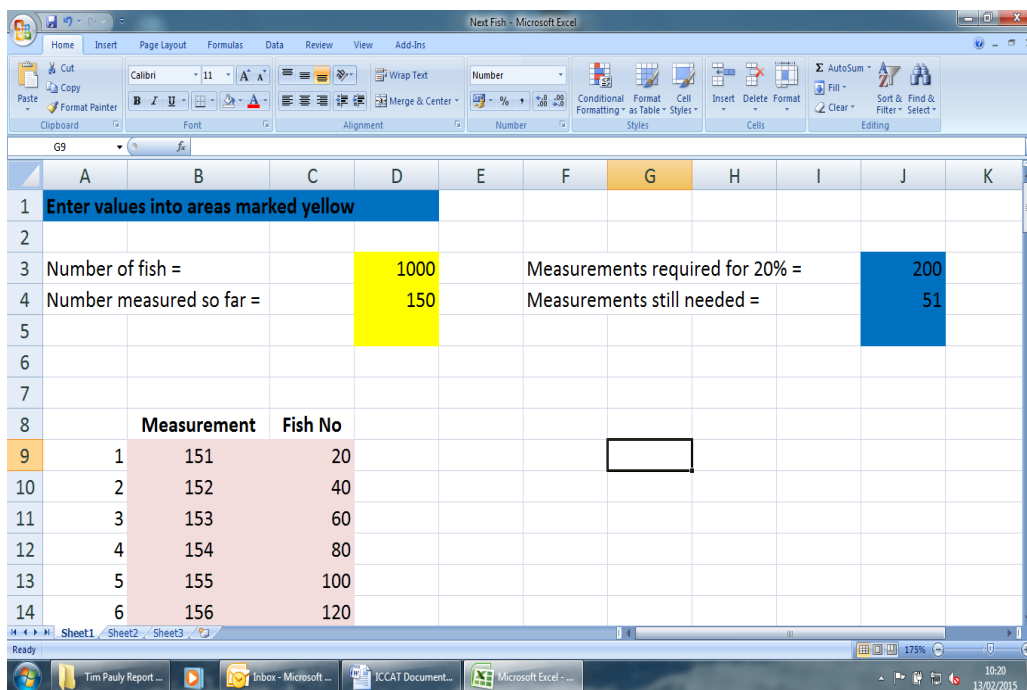 Next Fish - Microsoft Excel
Home Insert Page Layout Formulas Data Review View Add-Ins
Cut
Copy
Format Painter
Paste
Clipboard
Calibri 11
B I U
Font
Wrap Text
Merge & Center
Alignment
Number
Number
Conditional Formatting
Format as Table
Cell Styles
Styles
Insert Delete Format
Cells
Σ AutoSum
Fill
Clear
Sort & Filter
Find & Select
Editing
G9 fx
A B C D E F G H I J K
1 Enter values into areas marked yellow
2
3 Number of fish = 1000 Measurements required for 20% = 200
4 Number measured so far = 150 Measurements still needed = 51
5
6
7
8 Measurement Fish No
9 1 151 20
10 2 152 40
11 3 153 60
12 4 154 80
13 5 155 100
14 6 156 120
Sheet1 Sheet2 Sheet3
Ready 175%
Tim Pauly Report ... Inbox - Microsoft ... ICCAT Document... Microsoft Excel - ... 10:20
13/02/2015